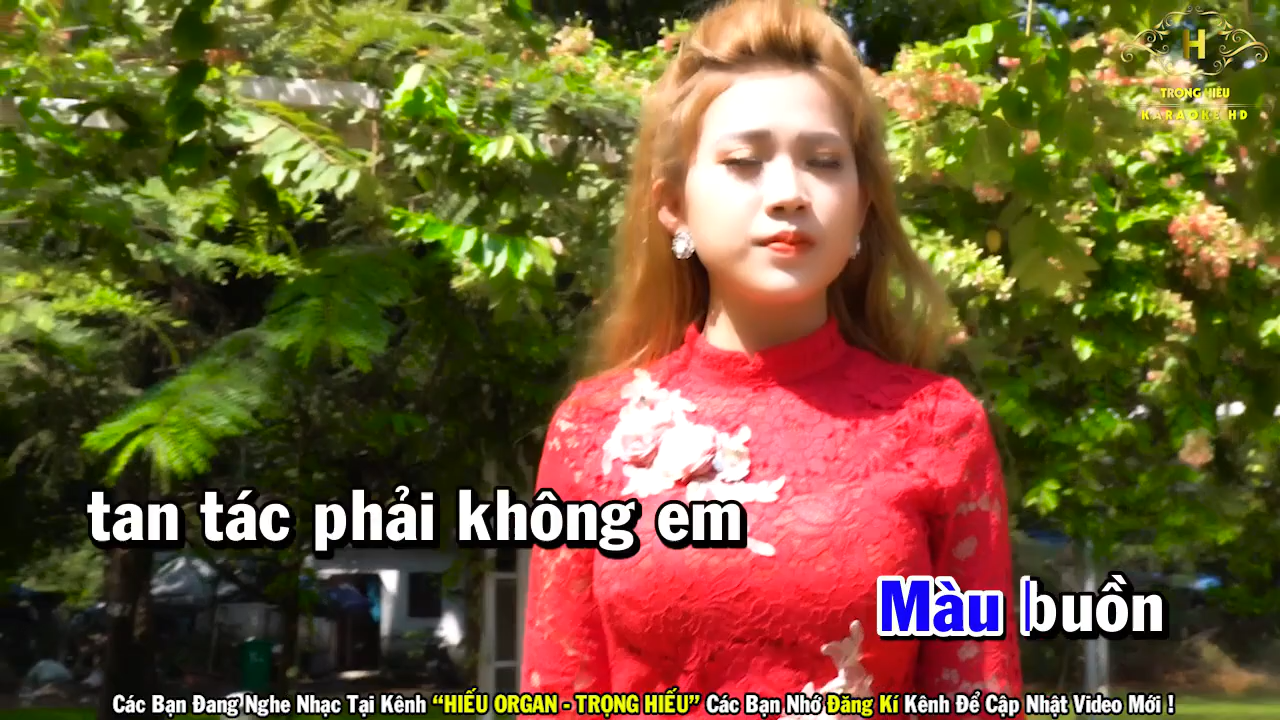 H
TRỌNG HIẾU
KARAOKE HD
tan tác phải không em
Màu buồn
Các Bạn Đang Nghe Nhạc Tại Kênh “HIẾU ORGAN - TRỌNG HIẾU” Các Bạn Nhớ Đăng Kí Kênh Để Cập Nhật Video Mới !